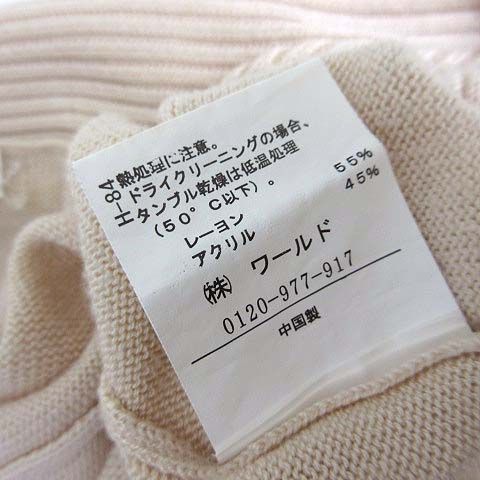 H-84
熱処理に注意。
ドライクリーニングの場合、
タンブル乾燥は低温処理
(50°C以下)。
レーヨン 55%
アクリル 45%
㈱ ワールド
0120-977-917
中国製